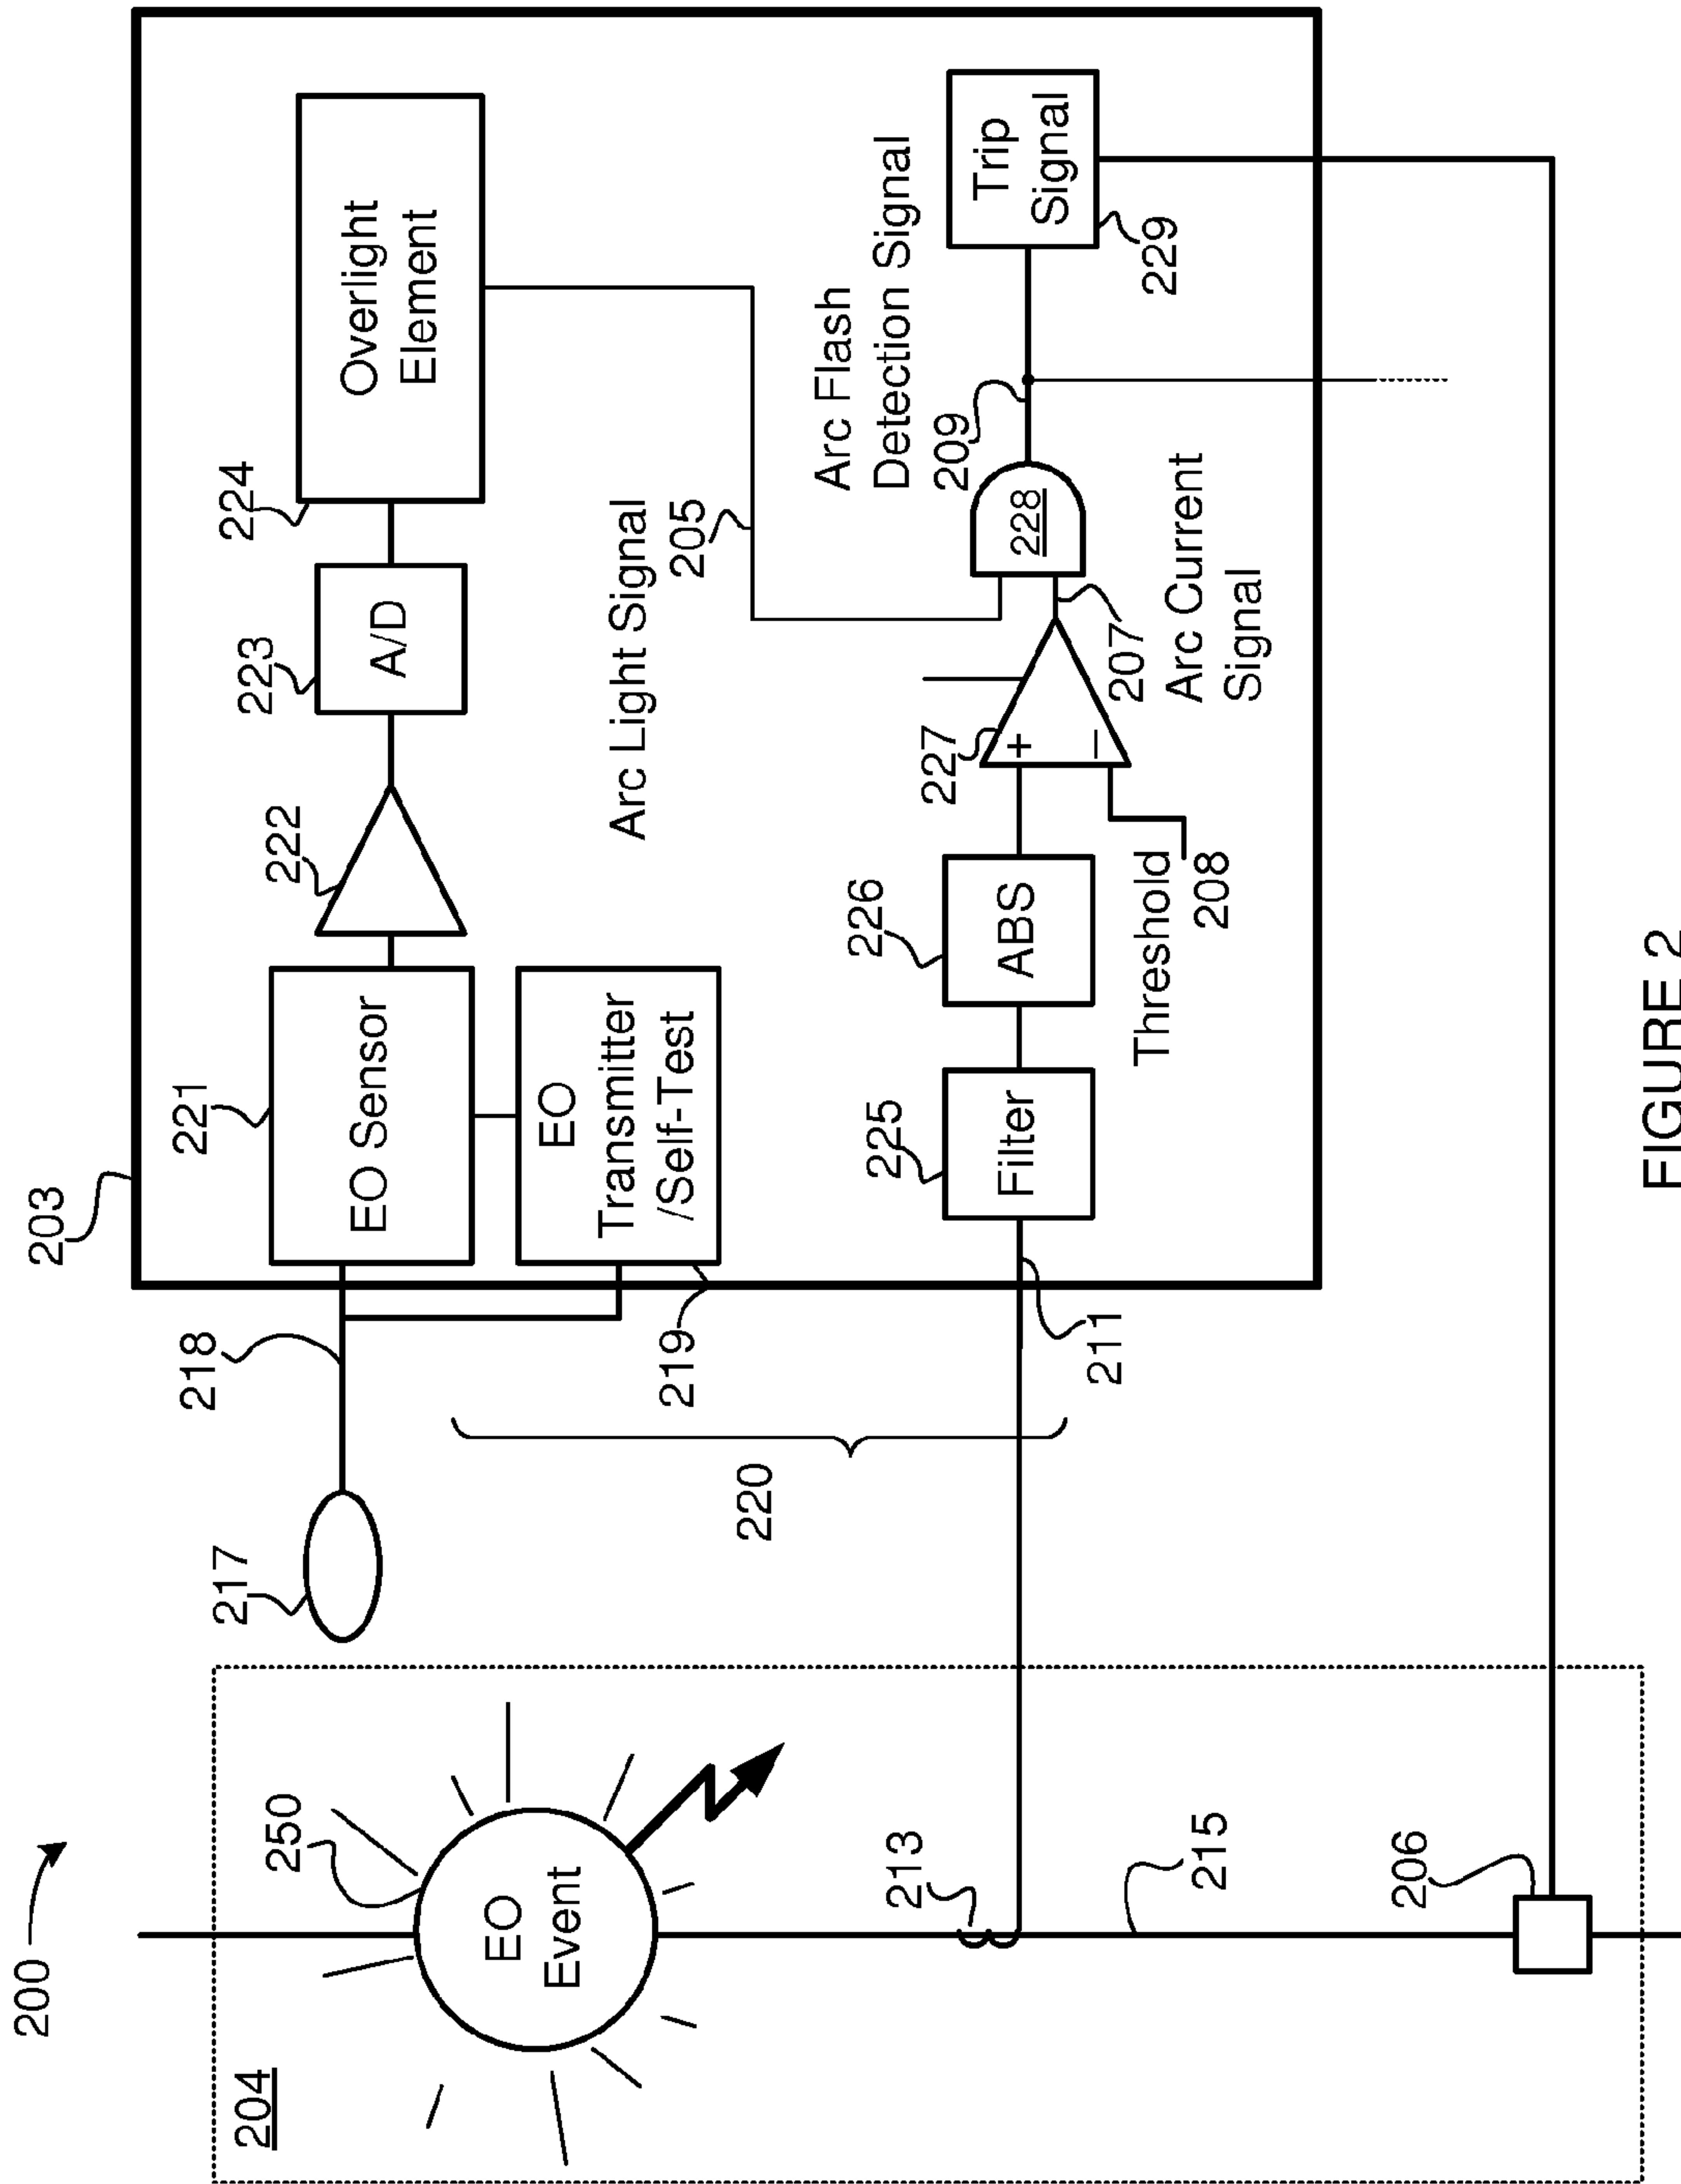 200
204
250
EO
Event
213
215
206
217
218
220
203
221
EO Sensor
222
223
A/D
224
Overlight
Element
EO
Transmitter
/Self-Test
219
Arc Light Signal
205
211
225
Filter
226
ABS
Threshold
208
227
+
−
207
Arc Current
Signal
228
209
Arc Flash
Detection Signal
Trip
Signal
229
FIGURE 2